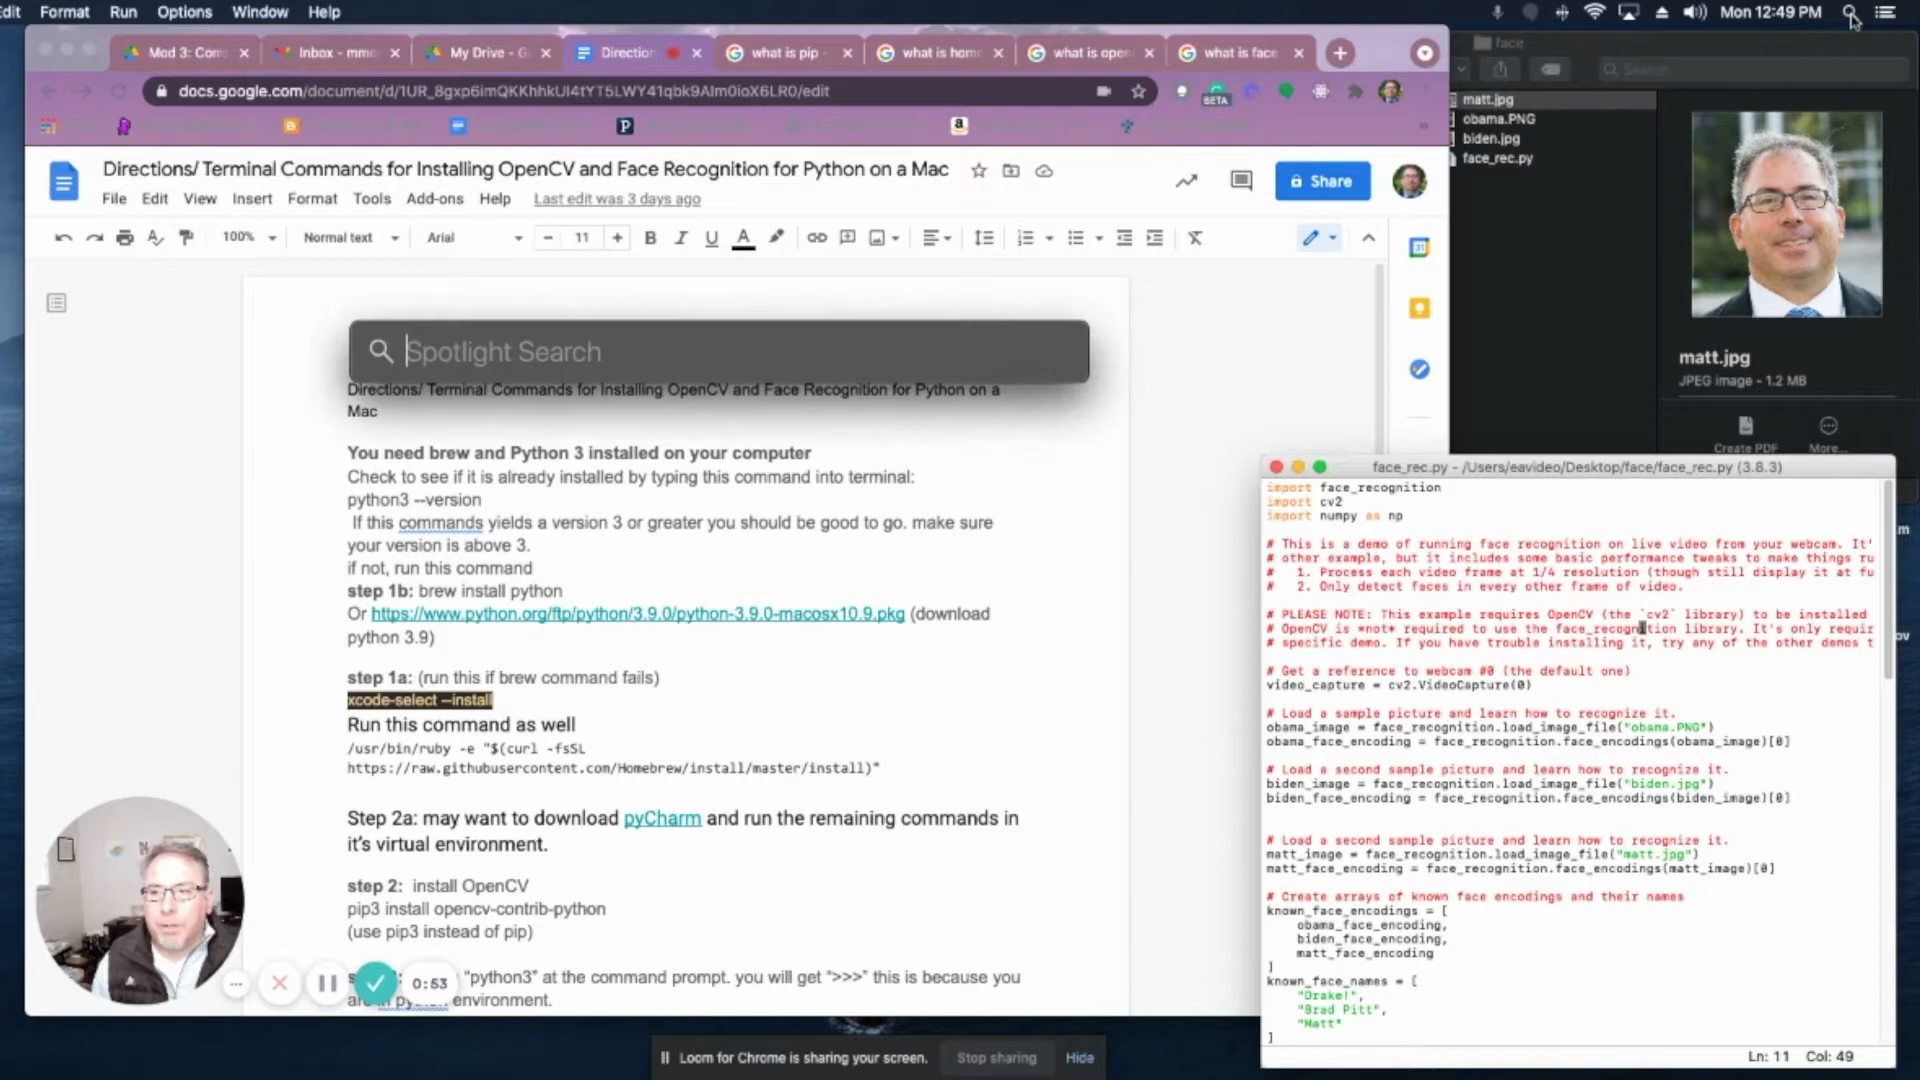 Edit Format Run Options Window Help
Mon 12:49 PM
Mod 3: Com
Inbox - mmc
My Drive - G
Direction
what is pip -
what is hom
what is open
what is face
docs.google.com/document/d/1UR_8gxp6imQKKhhkUl4tYT5LWY41qbk9Alm0ioX6LR0/edit
BETA
Directions/ Terminal Commands for Installing OpenCV and Face Recognition for Python on a Mac
Share
File Edit View Insert Format Tools Add-ons Help Last edit was 3 days ago
100% Normal text Arial 11
Spotlight Search
Directions/ Terminal Commands for Installing OpenCV and Face Recognition for Python on a
Mac
You need brew and Python 3 installed on your computer
Check to see if it is already installed by typing this command into terminal:
python3 --version
If this commands yields a version 3 or greater you should be good to go. make sure
your version is above 3.
if not, run this command
step 1b: brew install python
Or https://www.python.org/ftp/python/3.9.0/python-3.9.0-macosx10.9.pkg (download
python 3.9)
step 1a: (run this if brew command fails)
xcode-select --install
Run this command as well
/usr/bin/ruby -e "$(curl -fsSL
https://raw.githubusercontent.com/Homebrew/install/master/install)"
Step 2a: may want to download pyCharm and run the remaining commands in
it's virtual environment.
step 2: install OpenCV
pip3 install opencv-contrib-python
(use pip3 instead of pip)
"python3" at the command prompt. you will get ">>>" this is because you
environment.
0:53
Loom for Chrome is sharing your screen. Stop sharing Hide
face
Search
matt.jpg
obama.PNG
biden.jpg
face_rec.py
matt.jpg
JPEG image - 1.2 MB
Create PDF More...
face_rec.py - /Users/eavideo/Desktop/face/face_rec.py (3.8.3)
import face_recognition
import cv2
import numpy as np
# This is a demo of running face recognition on live video from your webcam. It'
# other example, but it includes some basic performance tweaks to make things ru
#   1. Process each video frame at 1/4 resolution (though still display it at fu
#   2. Only detect faces in every other frame of video.
# PLEASE NOTE: This example requires OpenCV (the `cv2` library) to be installed
# OpenCV is *not* required to use the face_recognition library. It's only requir
# specific demo. If you have trouble installing it, try any of the other demos t
# Get a reference to webcam #0 (the default one)
video_capture = cv2.VideoCapture(0)
# Load a sample picture and learn how to recognize it.
obama_image = face_recognition.load_image_file("obama.PNG")
obama_face_encoding = face_recognition.face_encodings(obama_image)[0]
# Load a second sample picture and learn how to recognize it.
biden_image = face_recognition.load_image_file("biden.jpg")
biden_face_encoding = face_recognition.face_encodings(biden_image)[0]
# Load a second sample picture and learn how to recognize it.
matt_image = face_recognition.load_image_file("matt.jpg")
matt_face_encoding = face_recognition.face_encodings(matt_image)[0]
# Create arrays of known face encodings and their names
known_face_encodings = [
obama_face_encoding,
biden_face_encoding,
matt_face_encoding
]
known_face_names = [
"Drake!",
"Brad Pitt",
"Matt"
]
Ln: 11 Col: 49